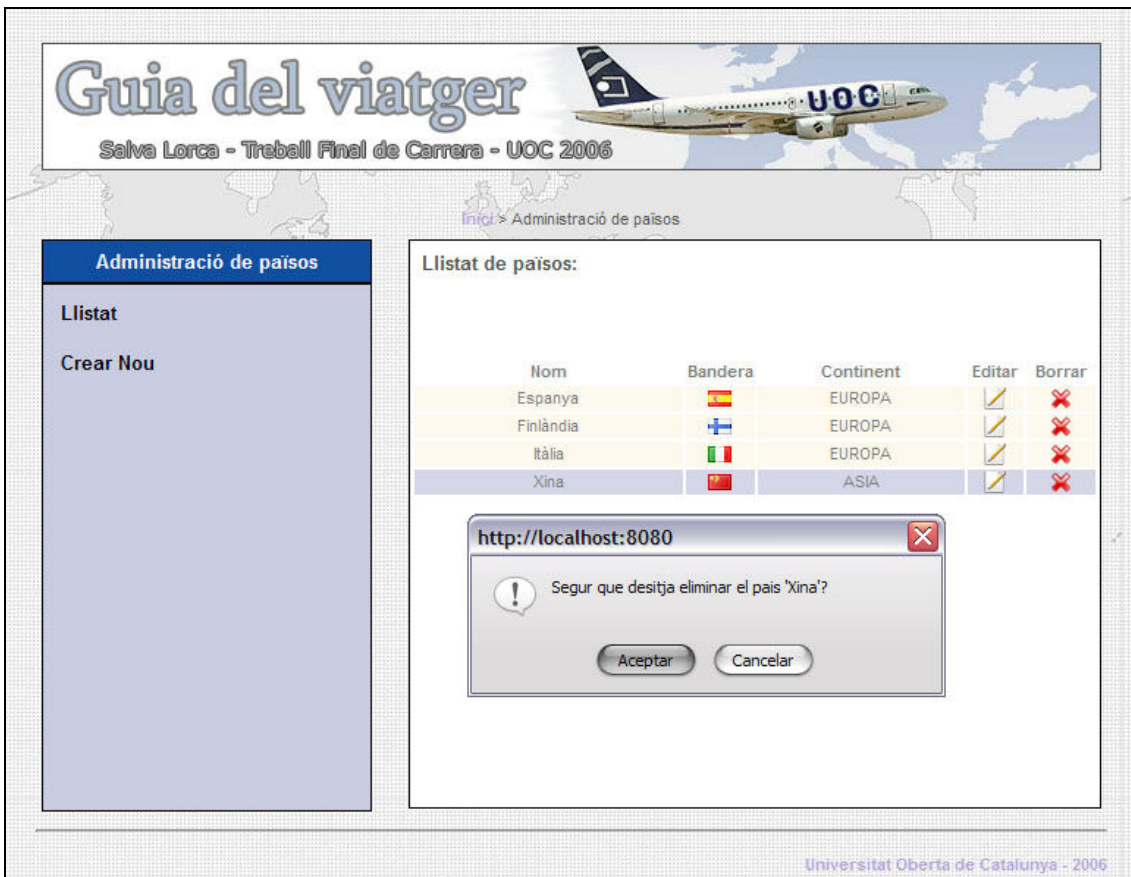 Guia del viatger
UOC
Salva Lorca - Treball Final de Carrera - UOC 2006
Inici > Administració de països
Administració de països
Llistat
Crear Nou
Llistat de països:
Nom Bandera Continent Editar Borrar
Espanya EUROPA
Finlàndia EUROPA
Itàlia EUROPA
Xina ASIA
http://localhost:8080
Segur que desitja eliminar el pais 'Xina'?
Aceptar Cancelar
Universitat Oberta de Catalunya - 2006